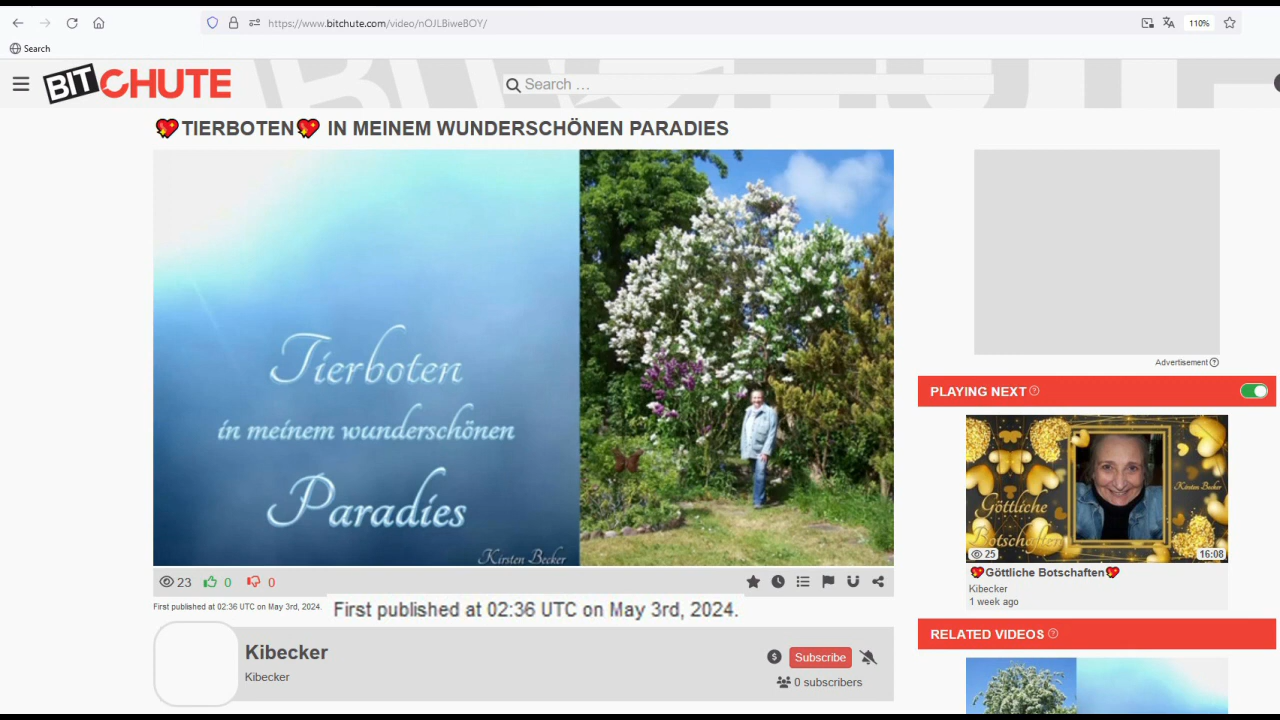 https://www.bitchute.com/video/nOJLBiweBOY/
110%
Search
BITCHUTE
Search …
💖TIERBOTEN💖 IN MEINEM WUNDERSCHÖNEN PARADIES
Tierboten
in meinem wunderschönen
Paradies
Kirsten Becker
Advertisement
PLAYING NEXT
Kirsten Becker
Göttliche
Botschaften
25
16:08
💖Göttliche Botschaften💖
Kibecker
1 week ago
23 0 0
First published at 02:36 UTC on May 3rd, 2024.
First published at 02:36 UTC on May 3rd, 2024.
Kibecker
Kibecker
Subscribe
0 subscribers
RELATED VIDEOS